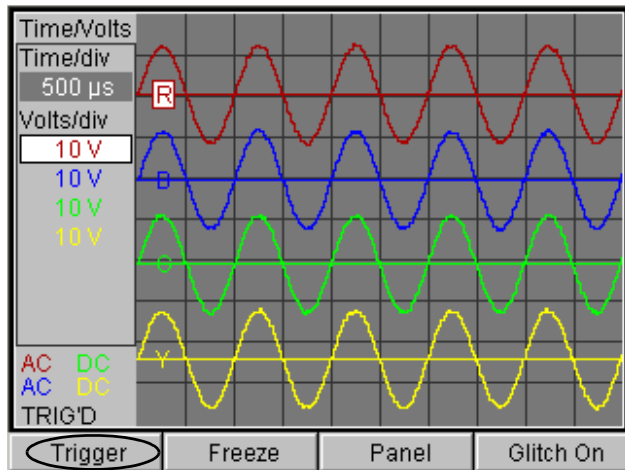 Time/Volts
Time/div
500 µs
Volts/div
10 V
10 V
10 V
10 V
AC DC
AC DC
TRIG'D
R
B
G
Y
Trigger Freeze Panel Glitch On